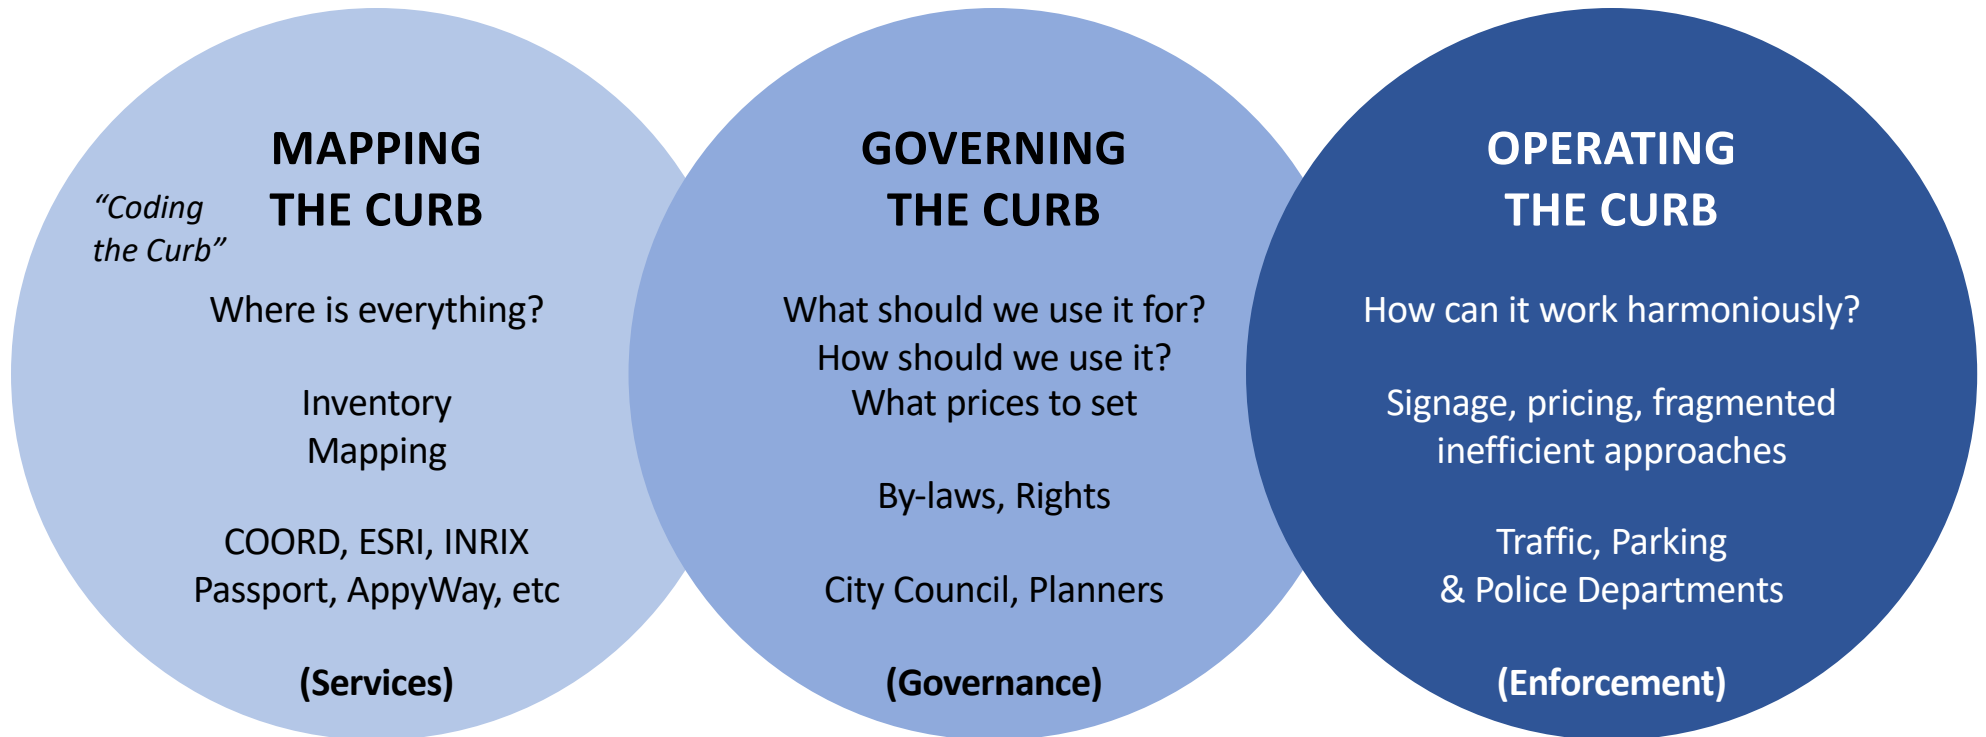 MAPPING
THE CURB
“Coding
the Curb”
Where is everything?
Inventory
Mapping
COORD, ESRI, INRIX
Passport, AppyWay, etc
(Services)
GOVERNING
THE CURB
What should we use it for?
How should we use it?
What prices to set
By-laws, Rights
City Council, Planners
(Governance)
OPERATING
THE CURB
How can it work harmoniously?
Signage, pricing, fragmented
inefficient approaches
Traffic, Parking
& Police Departments
(Enforcement)